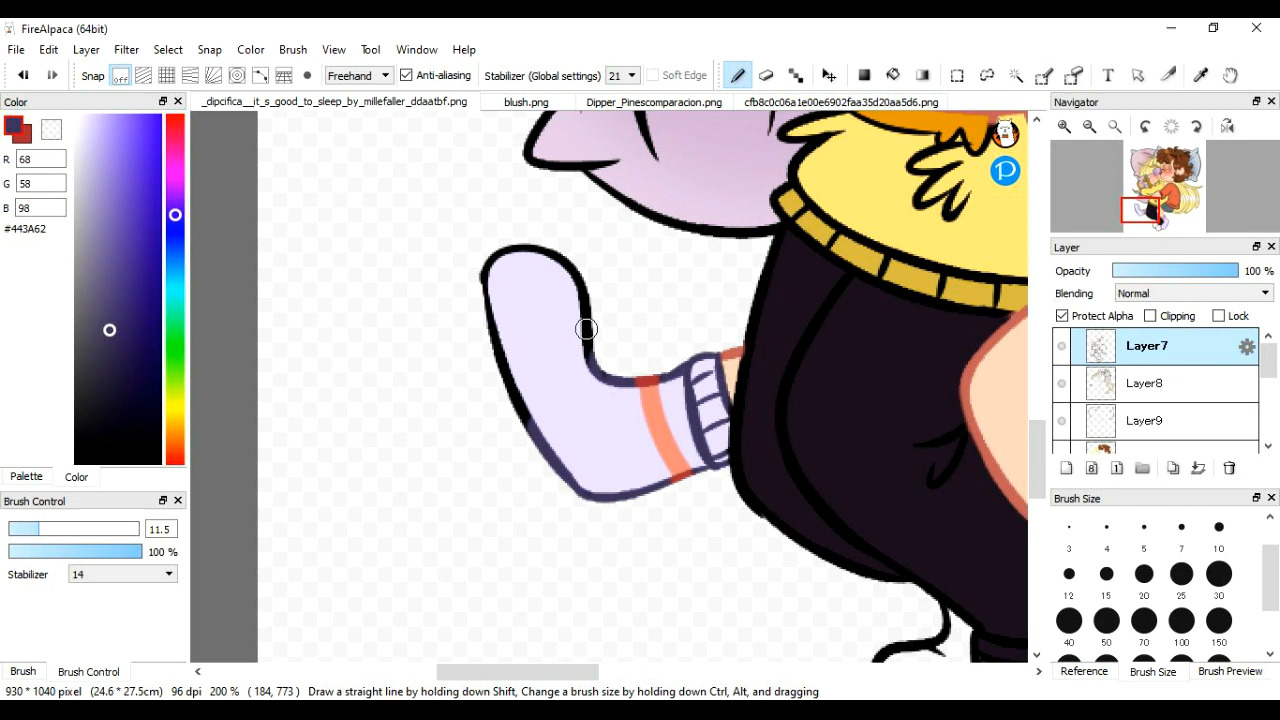 FireAlpaca (64bit)
File Edit Layer Filter Select Snap Color Brush View Tool Window Help
Snap off Freehand Anti-aliasing Stabilizer (Global settings) 21 Soft Edge T
Color _dipcifica__it_s_good_to_sleep_by_millefaller_ddaatbf.png blush.png Dipper_Pinescomparacion.png cfb8c0c06a1e00e6902faa35d20aa5d6.png Navigator
R 68
G 58
B 98
#443A62
P
Layer
Opacity 100 %
Blending Normal
Protect Alpha Clipping Lock
Layer7
Layer8
Layer9
8 1
Palette Color
Brush Control
11.5
100 %
Stabilizer 14
Brush Size
3 4 5 7 10
12 15 20 25 30
40 50 70 100 150
Brush Brush Control
Reference Brush Size Brush Preview
930 * 1040 pixel (24.6 * 27.5cm) 96 dpi 200 % ( 184, 773 ) Draw a straight line by holding down Shift, Change a brush size by holding down Ctrl, Alt, and dragging